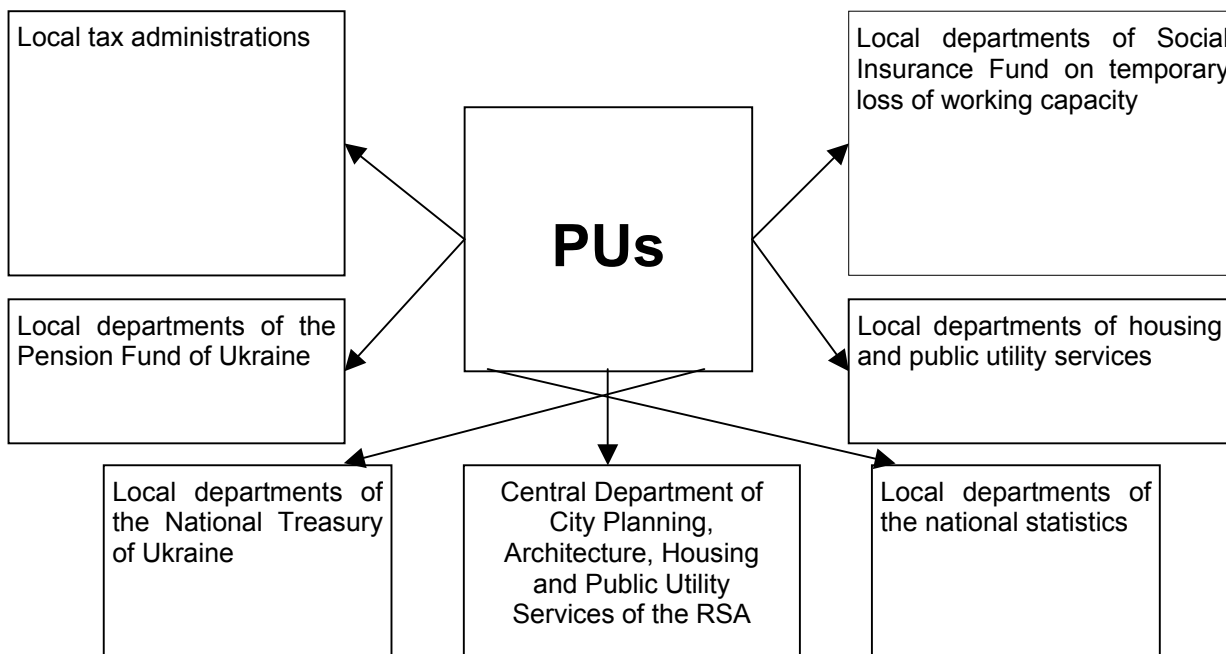 Local tax administrations
Local departments of Social
Insurance Fund on temporary
loss of working capacity
PUs
Local departments of the
Pension Fund of Ukraine
Local departments of housing
and public utility services
Local departments of
the National Treasury
of Ukraine
Central Department of
City Planning,
Architecture, Housing
and Public Utility
Services of the RSA
Local departments of
the national statistics